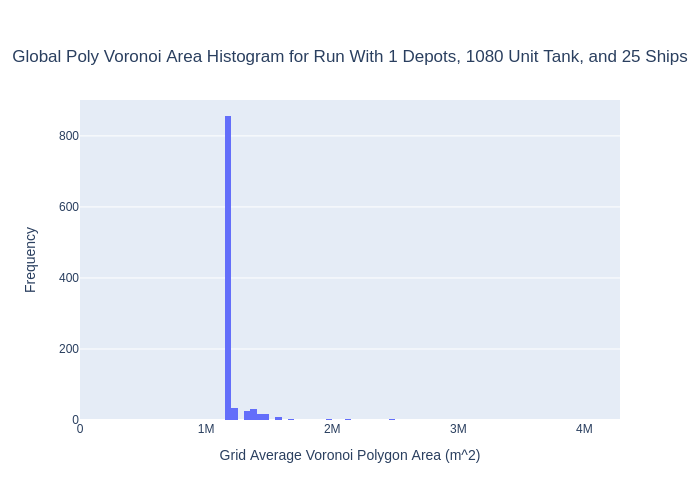 Global Poly Voronoi Area Histogram for Run With 1 Depots, 1080 Unit Tank, and 25 Ships
Frequency
800
600
400
200
0
0 1M 2M 3M 4M
Grid Average Voronoi Polygon Area (m^2)